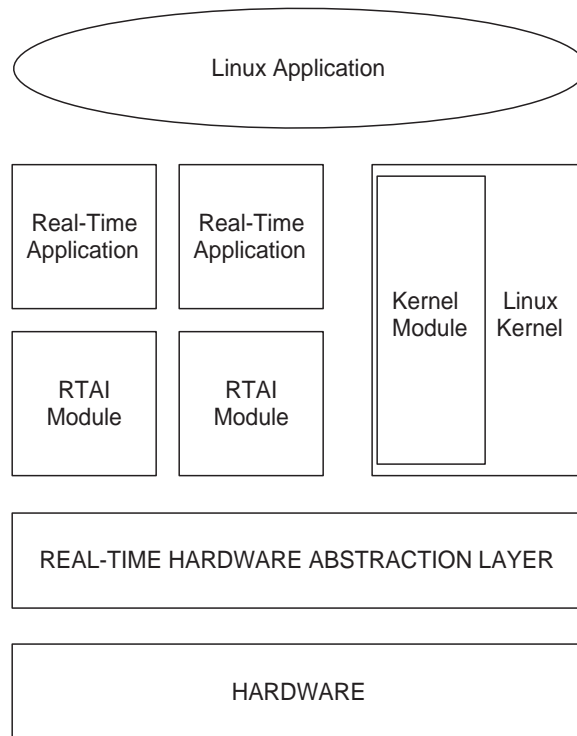 Linux Application
Real-Time
Application
Real-Time
Application
Kernel
Module
Linux
Kernel
RTAI
Module
RTAI
Module
REAL-TIME HARDWARE ABSTRACTION LAYER
HARDWARE